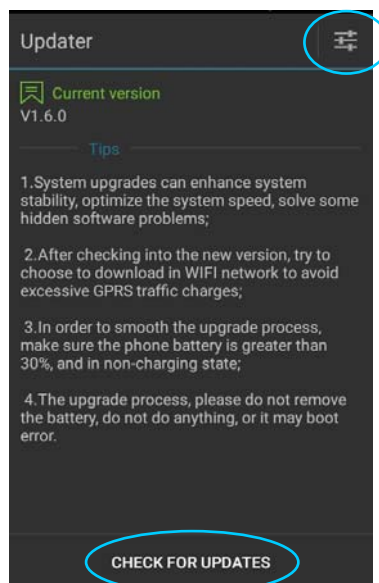 Updater
Current version
V1.6.0
Tips
1.System upgrades can enhance system
stability, optimize the system speed, solve some
hidden software problems;
2.After checking into the new version, try to
choose to download in WIFI network to avoid
excessive GPRS traffic charges;
3.In order to smooth the upgrade process,
make sure the phone battery is greater than
30%, and in non-charging state;
4.The upgrade process, please do not remove
the battery, do not do anything, or it may boot
error.
CHECK FOR UPDATES